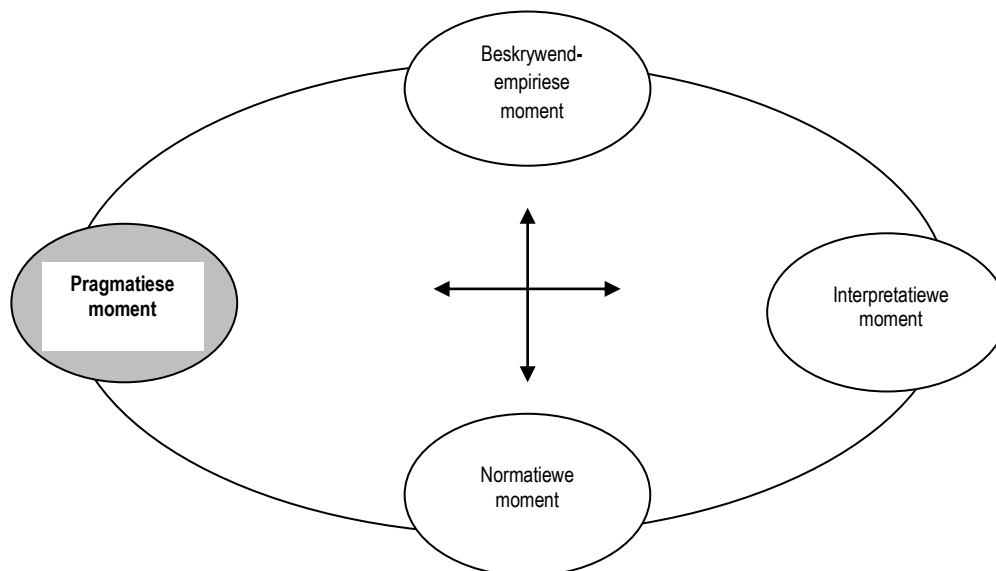 Beskrywend-
empiriese
moment
Pragmatiese
moment
Interpretatiewe
moment
Normatiewe
moment